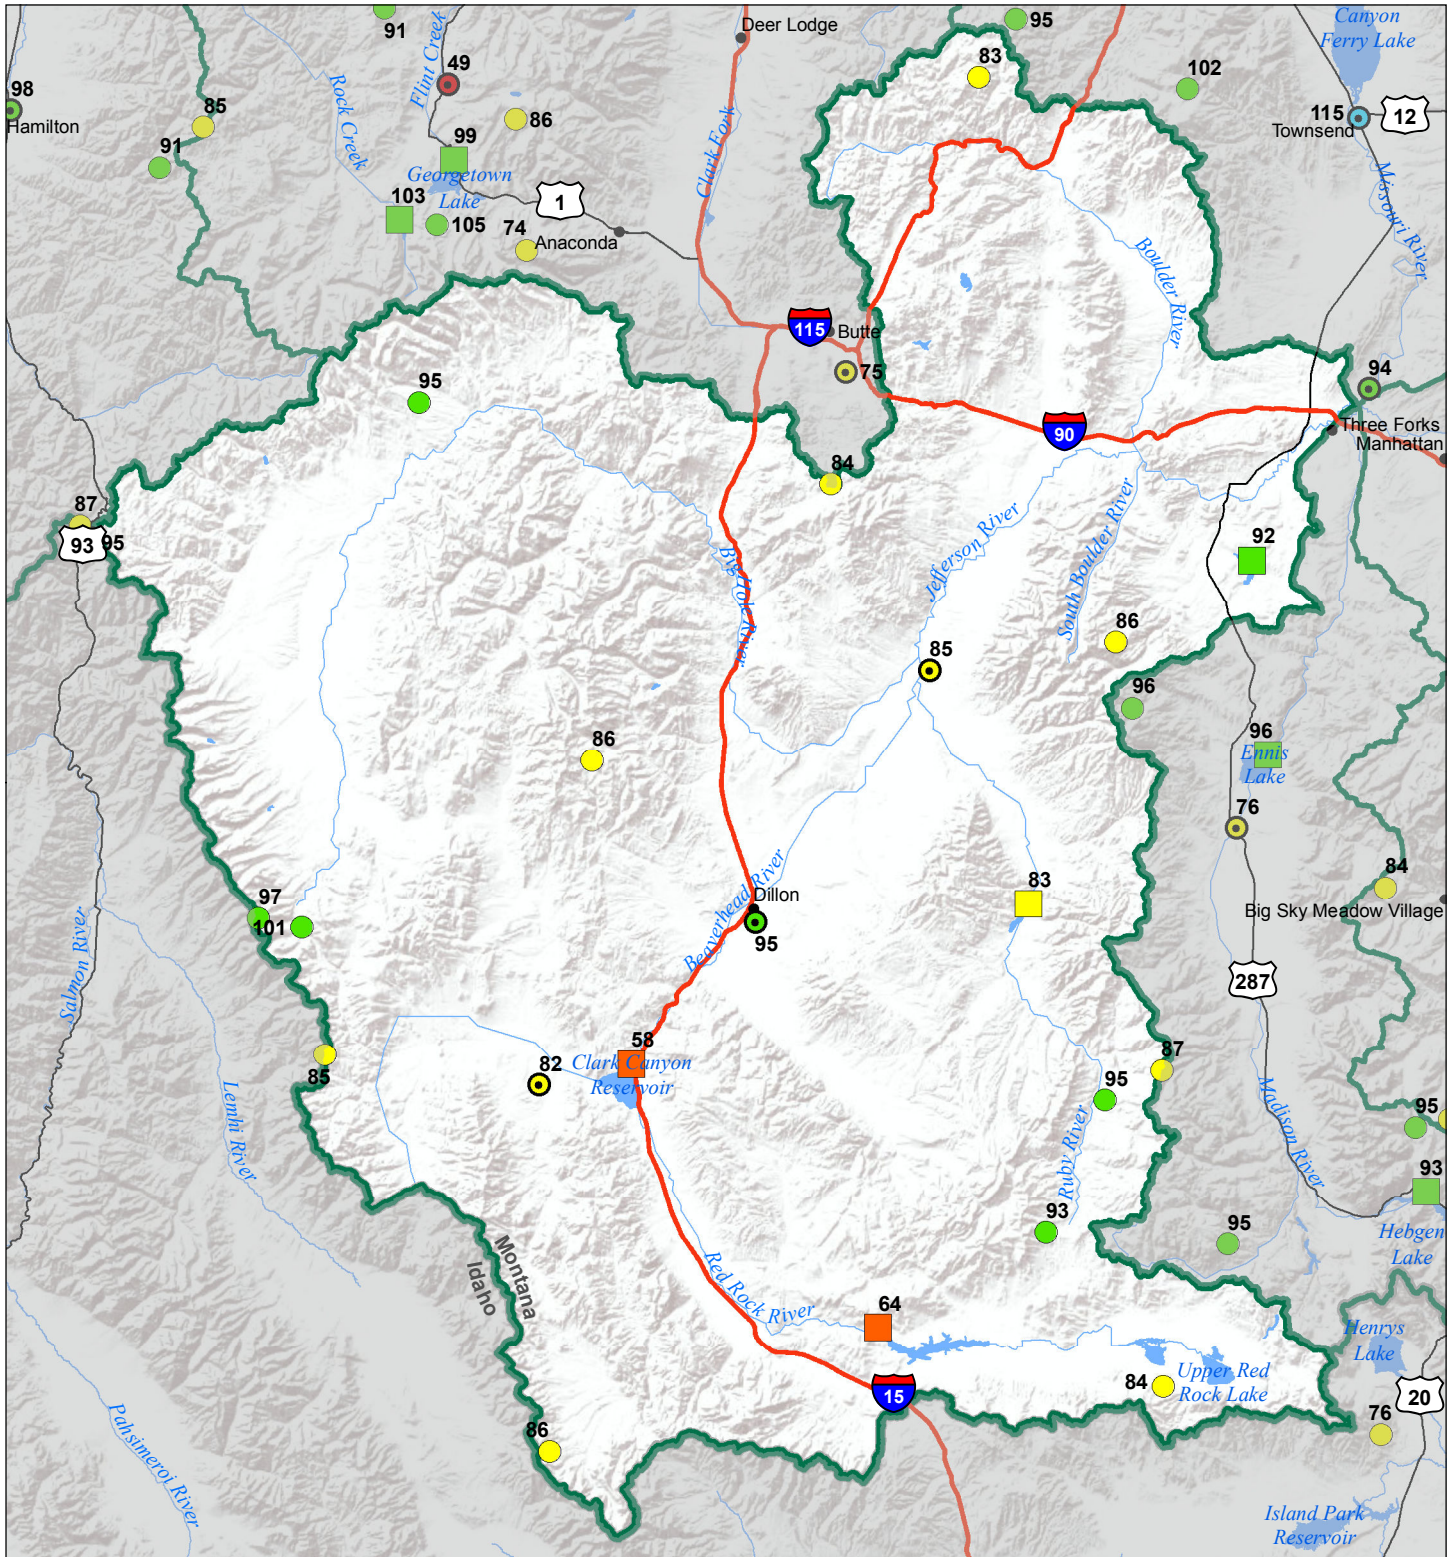 91
Flint Creek
Deer Lodge
95
83
Canyon
Ferry Lake
98
Hamilton
85
91
Rock Creek
49
86
99
Georgetown
Lake
1
103
105
74
Anaconda
Clark Fork
102
115
Townsend
12
Missouri River
Boulder River
115
Butte
75
95
90
94
Three Forks
Manhattan
84
87
93
95
Big Hole River
Jefferson River
South Boulder River
92
86
85
96
96
Ennis
Lake
86
76
84
Big Sky Meadow Village
Beaverhead River
Dillon
95
83
97
101
Salmon River
287
58
Clark Canyon
Reservoir
82
85
87
95
Lemhi River
Ruby River
Madison River
95
93
93
95
Hebgen
Lake
Montana
Idaho
Red Rock River
64
84
Upper Red
Rock Lake
Henrys
Lake
15
20
76
86
Pahsimeroi River
Island Park
Reservoir